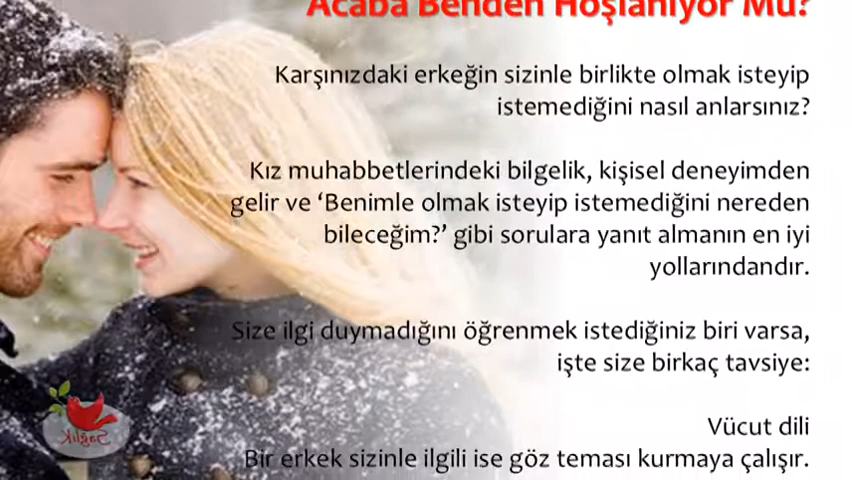 Acaba Benden Hoşlanıyor Mu?
Karşınızdaki erkeğin sizinle birlikte olmak isteyip
istemediğini nasıl anlarsınız?
Kız muhabbetlerindeki bilgelik, kişisel deneyimden
gelir ve ‘Benimle olmak isteyip istemediğini nereden
bileceğim?’ gibi sorulara yanıt almanın en iyi
yollarındandır.
Size ilgi duymadığını öğrenmek istediğiniz biri varsa,
işte size birkaç tavsiye:
Vücut dili
Bir erkek sizinle ilgili ise göz teması kurmaya çalışır.
Sağlık